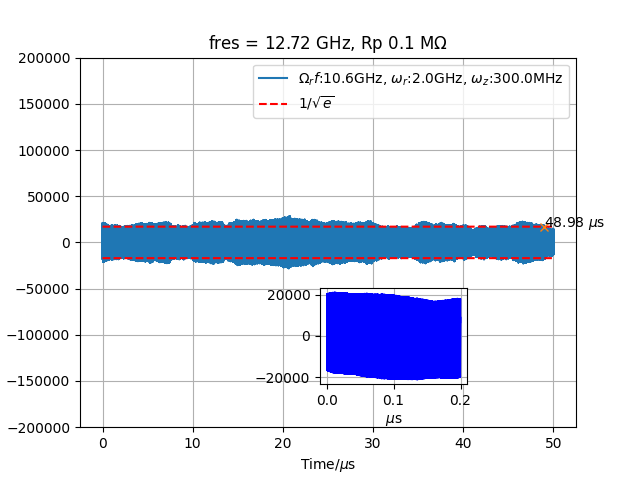 fres = 12.72 GHz, Rp 0.1 MΩ
200000
150000
100000
50000
0
−50000
−100000
−150000
−200000
Ω_r f:10.6GHz, ω_r:2.0GHz, ω_z:300.0MHz
1/√e
48.98 μs
20000
0
−20000
0.0 0.1 0.2
μs
0 10 20 30 40 50
Time/μs